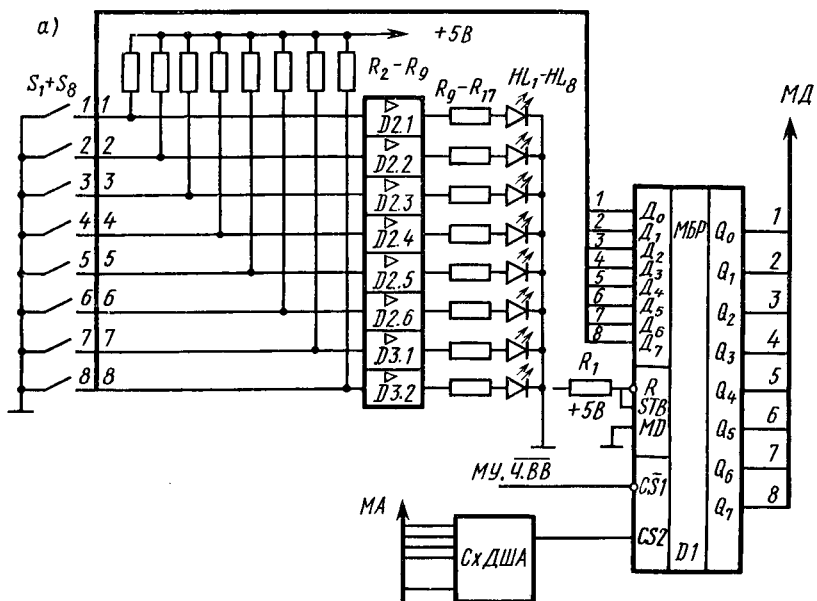 а)
+5В
S₁÷S₈
R₂–R₉
R₉–R₁₇
HL₁–HL₈
МД
1 1
2 2
3 3
4 4
5 5
6 6
7 7
8 8
D2.1
D2.2
D2.3
D2.4
D2.5
D2.6
D3.1
D3.2
1 Д₀
2 Д₁
3 Д₂
4 Д₃
5 Д₄
6 Д₅
7 Д₆
8 Д₇
МБР
Q₀ 1
Q₁ 2
Q₂ 3
Q₃ 4
Q₄ 5
Q₅ 6
Q₆ 7
Q₇ 8
R₁
+5В
R
STB
MD
МУ. Ч.ВВ
CS1
CS2
D1
МА
СхДША